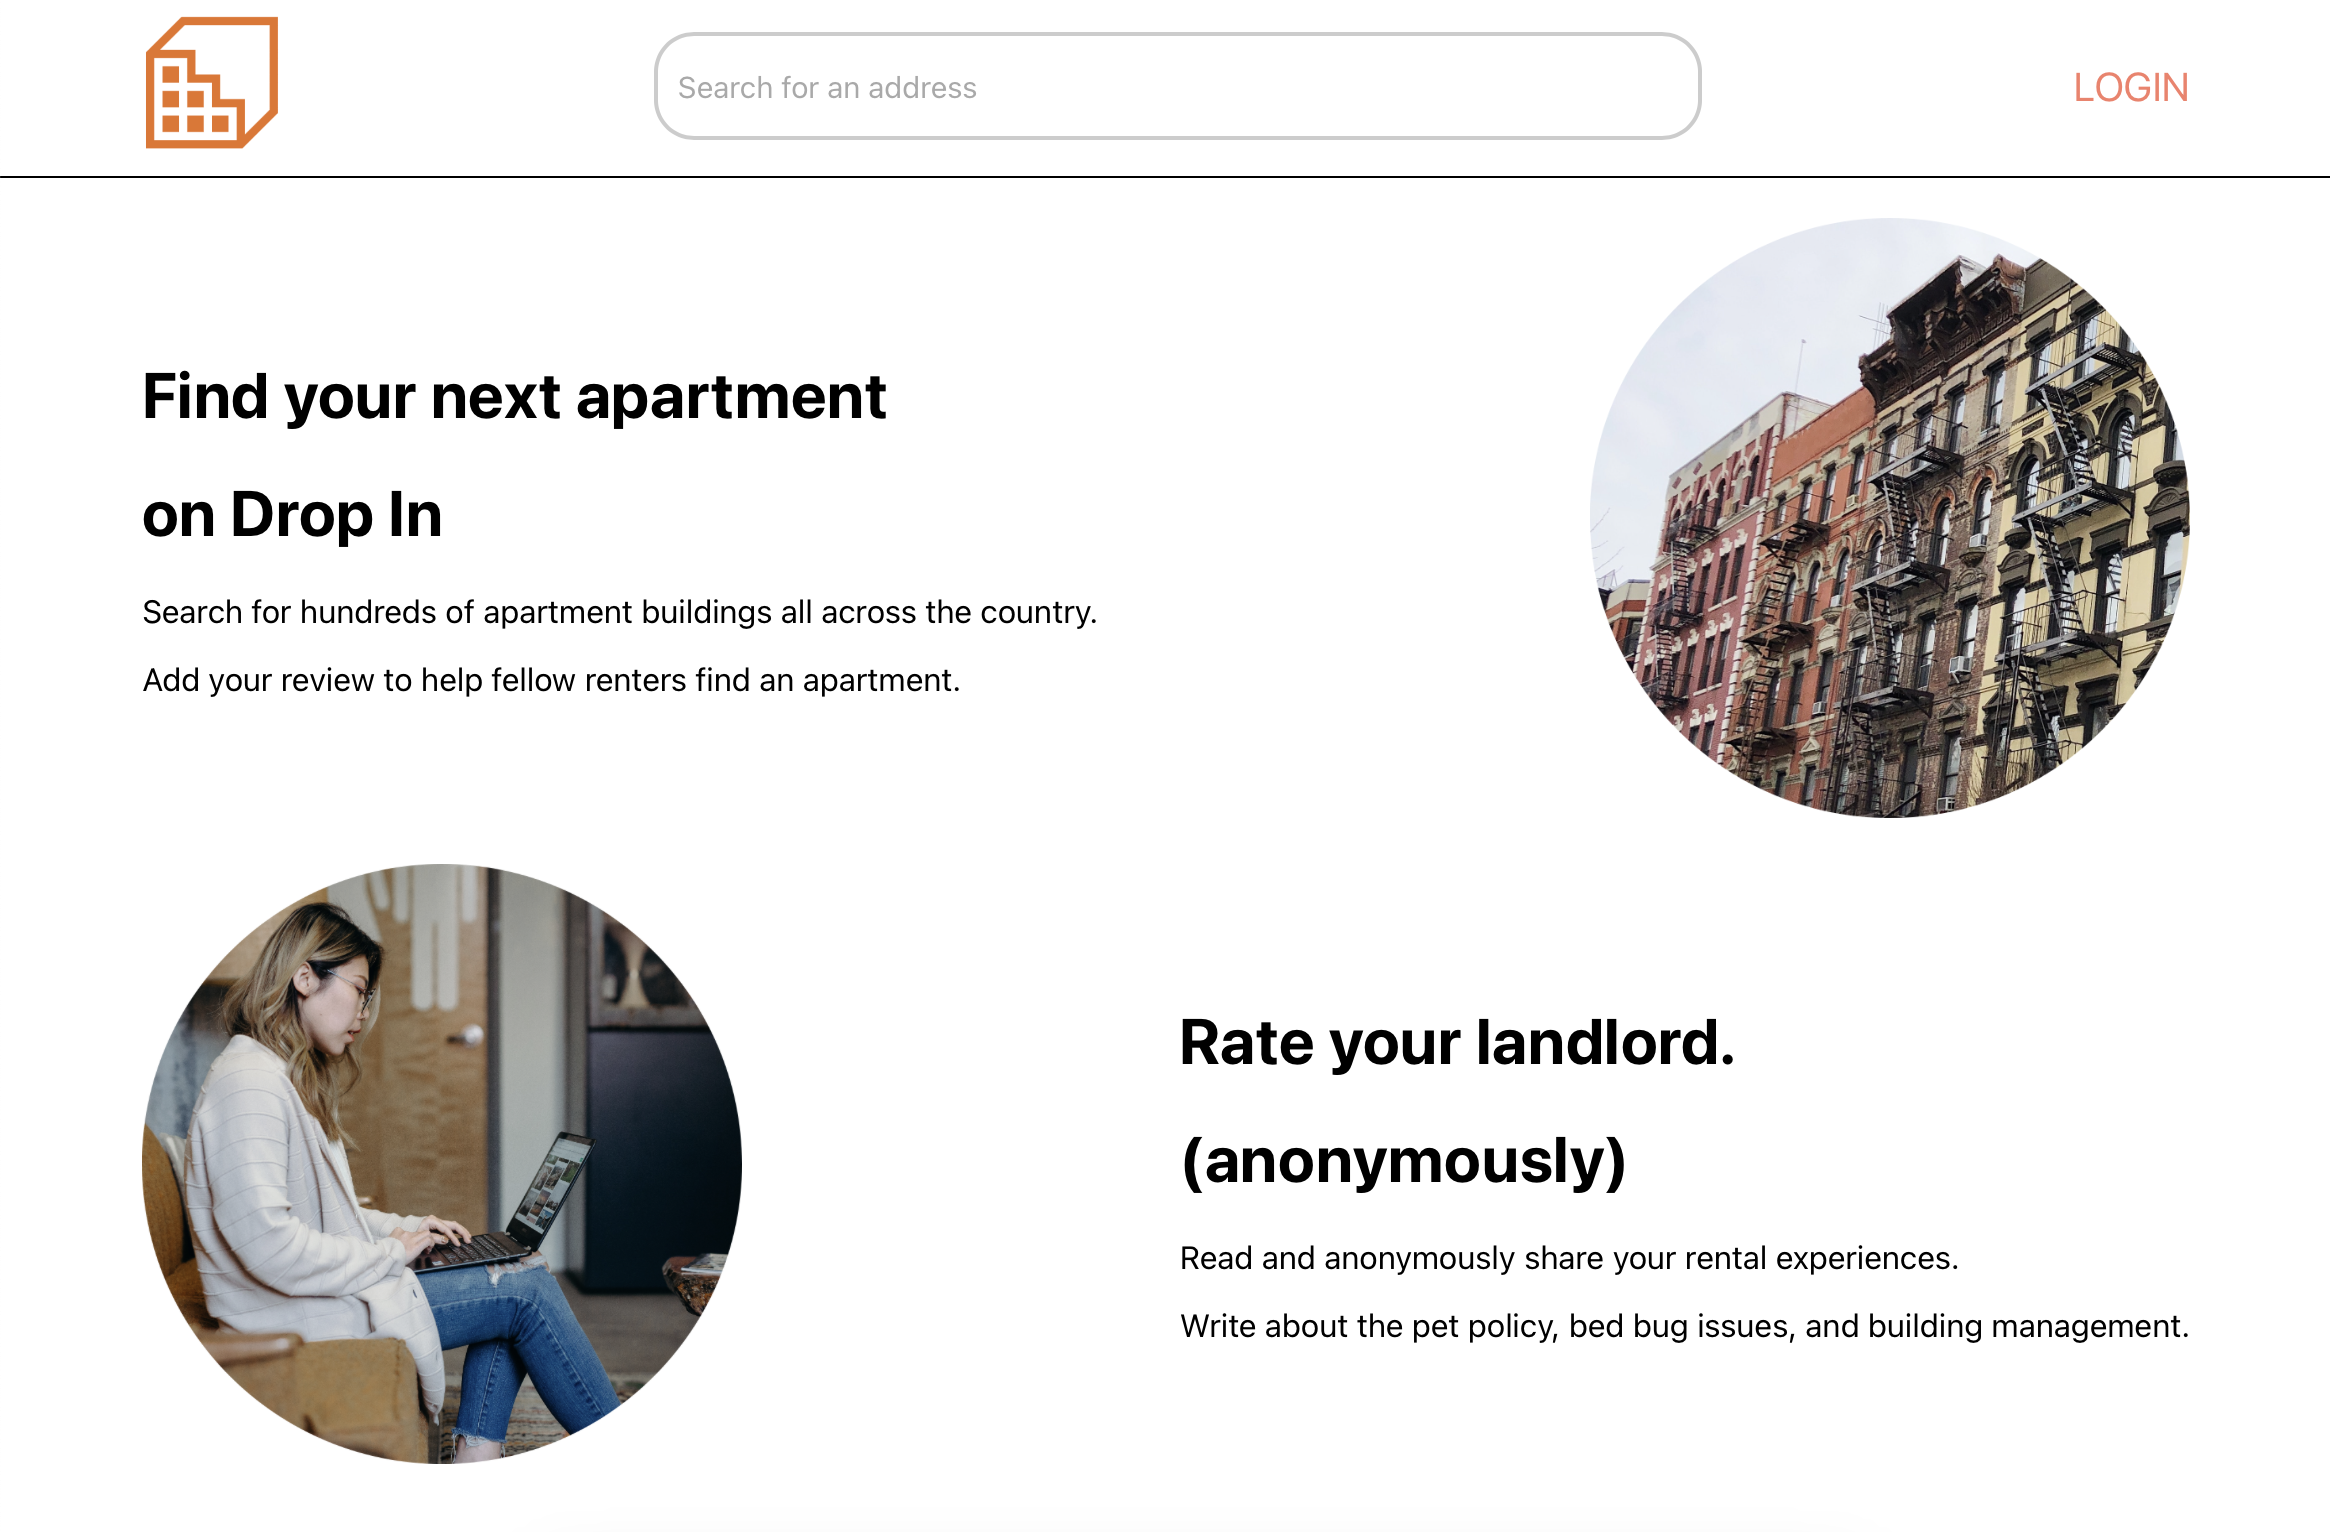 Search for an address
LOGIN
Find your next apartment
on Drop In
Search for hundreds of apartment buildings all across the country.
Add your review to help fellow renters find an apartment.
Rate your landlord.
(anonymously)
Read and anonymously share your rental experiences.
Write about the pet policy, bed bug issues, and building management.